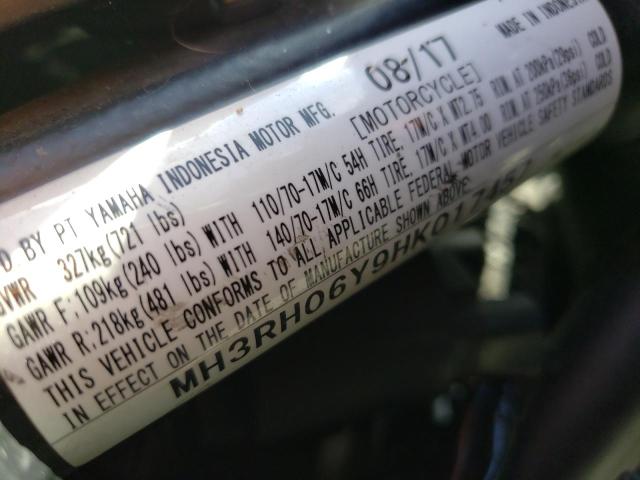 D BY PT YAMAHA INDONESIA MOTOR MFG. 08/17 MADE IN INDONESIA
GVWR 327kg(721 lbs) [MOTORCYCLE]
GAWR F:109kg(240 lbs) WITH 110/70-17M/C 54H TIRE, 17M/C X MT2.75 RIM, AT 200kPa(29psi) COLD
GAWR R:218kg(481 lbs) WITH 140/70-17M/C 66H TIRE, 17M/C X MT4.00 RIM, AT 250kPa(36psi) COLD
THIS VEHICLE CONFORMS TO ALL APPLICABLE FEDERAL MOTOR VEHICLE SAFETY STANDARDS
IN EFFECT ON THE DATE OF MANUFACTURE SHOWN ABOVE.
MH3RH06Y9HK017457